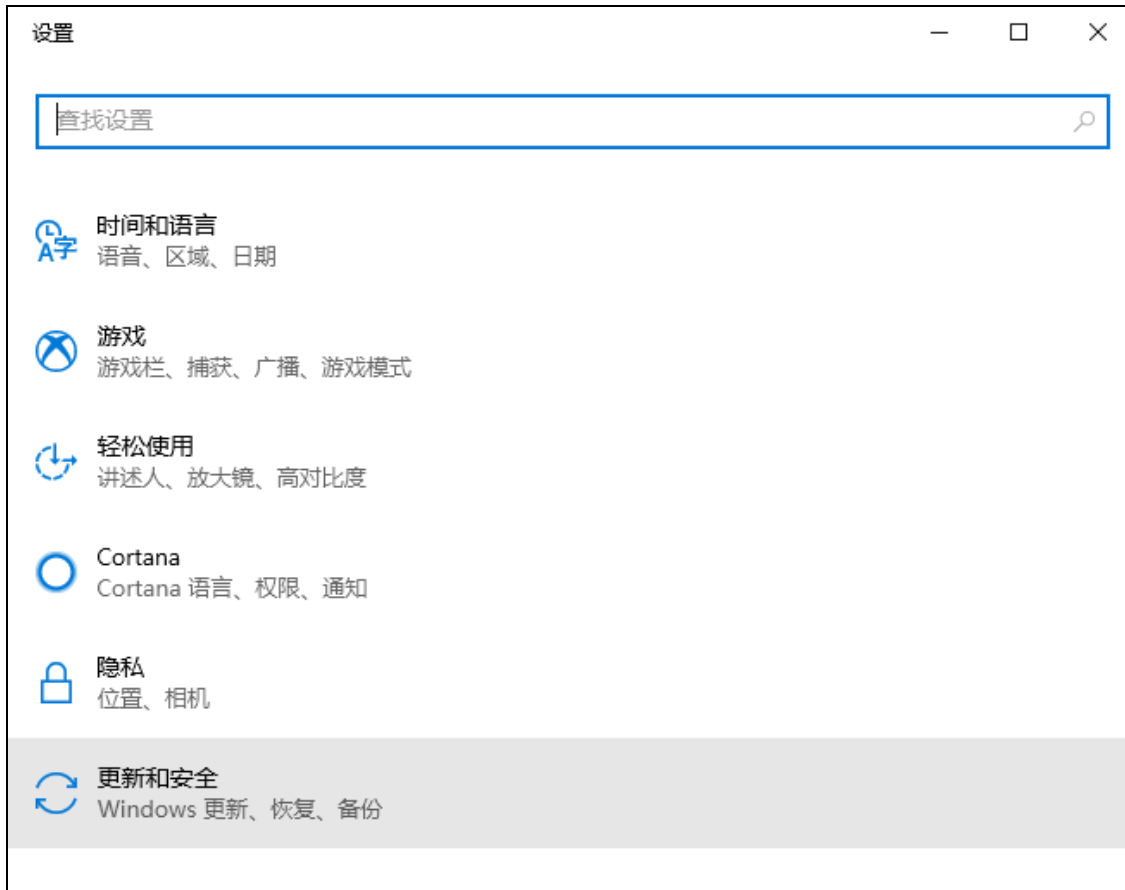 设置
查找设置
时间和语言
语音、区域、日期
游戏
游戏栏、捕获、广播、游戏模式
轻松使用
讲述人、放大镜、高对比度
Cortana
Cortana 语言、权限、通知
隐私
位置、相机
更新和安全
Windows 更新、恢复、备份